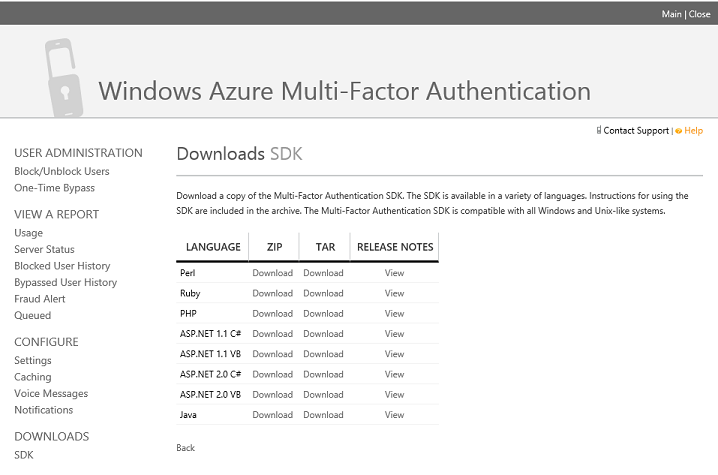 Main | Close
Windows Azure Multi-Factor Authentication
Contact Support | Help
USER ADMINISTRATION
Block/Unblock Users
One-Time Bypass
VIEW A REPORT
Usage
Server Status
Blocked User History
Bypassed User History
Fraud Alert
Queued
CONFIGURE
Settings
Caching
Voice Messages
Notifications
DOWNLOADS
SDK
Downloads SDK
Download a copy of the Multi-Factor Authentication SDK. The SDK is available in a variety of languages. Instructions for using the
SDK are included in the archive. The Multi-Factor Authentication SDK is compatible with all Windows and Unix-like systems.
LANGUAGE ZIP TAR RELEASE NOTES
Perl Download Download View
Ruby Download Download View
PHP Download Download View
ASP.NET 1.1 C# Download Download View
ASP.NET 1.1 VB Download Download View
ASP.NET 2.0 C# Download Download View
ASP.NET 2.0 VB Download Download View
Java Download Download View
Back